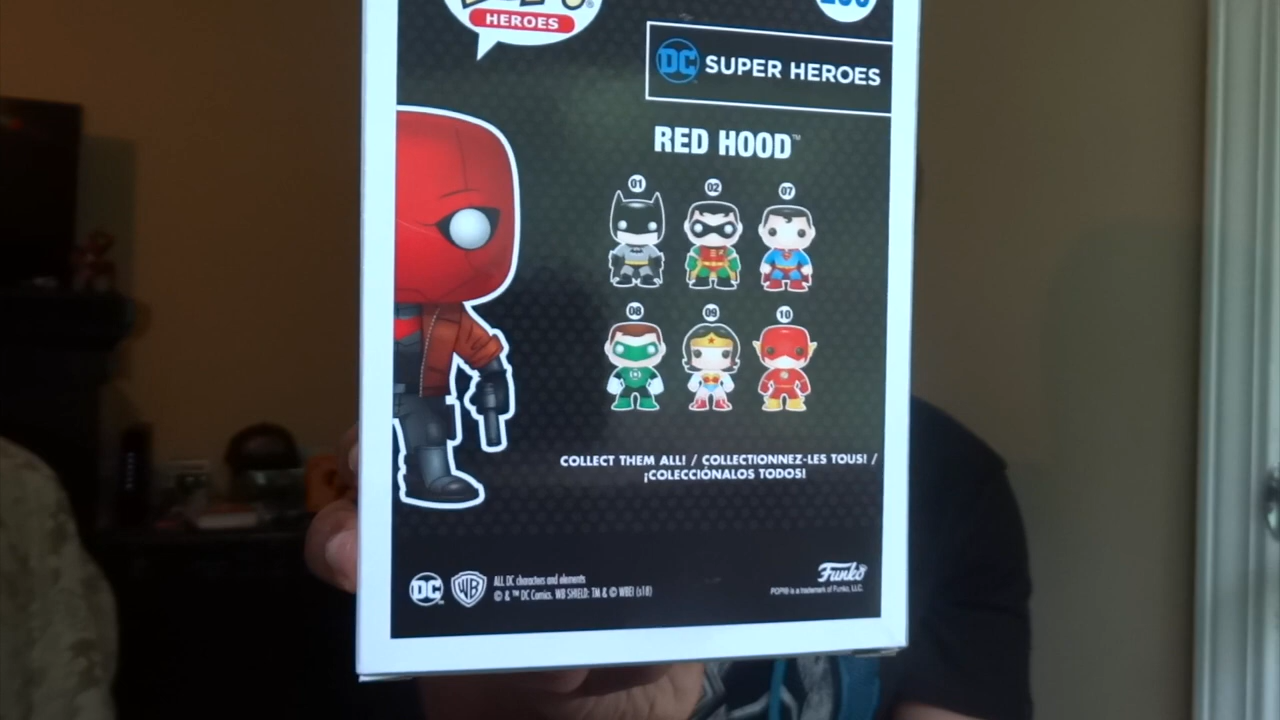 HEROES
DC SUPER HEROES
RED HOOD™
01 02 07
08 09 10
COLLECT THEM ALL! / COLLECTIONNEZ-LES TOUS! /
¡COLECCIÓNALOS TODOS!
DC WB ALL DC characters and elements
© & ™ DC Comics. WB SHIELD: TM & © WBEI (s18)
Funko
POP!® is a trademark of Funko, LLC.